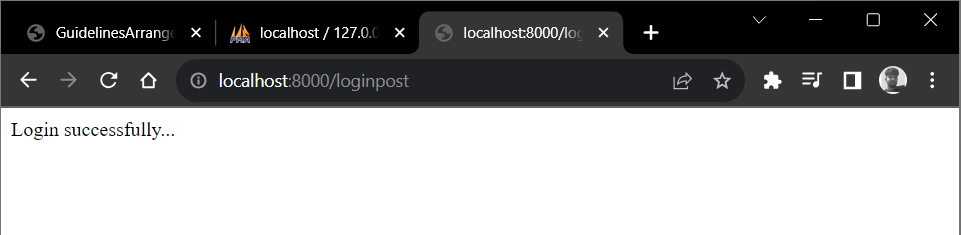 GuidelinesArrange
localhost / 127.0.0
localhost:8000/log
localhost:8000/loginpost
Login successfully...